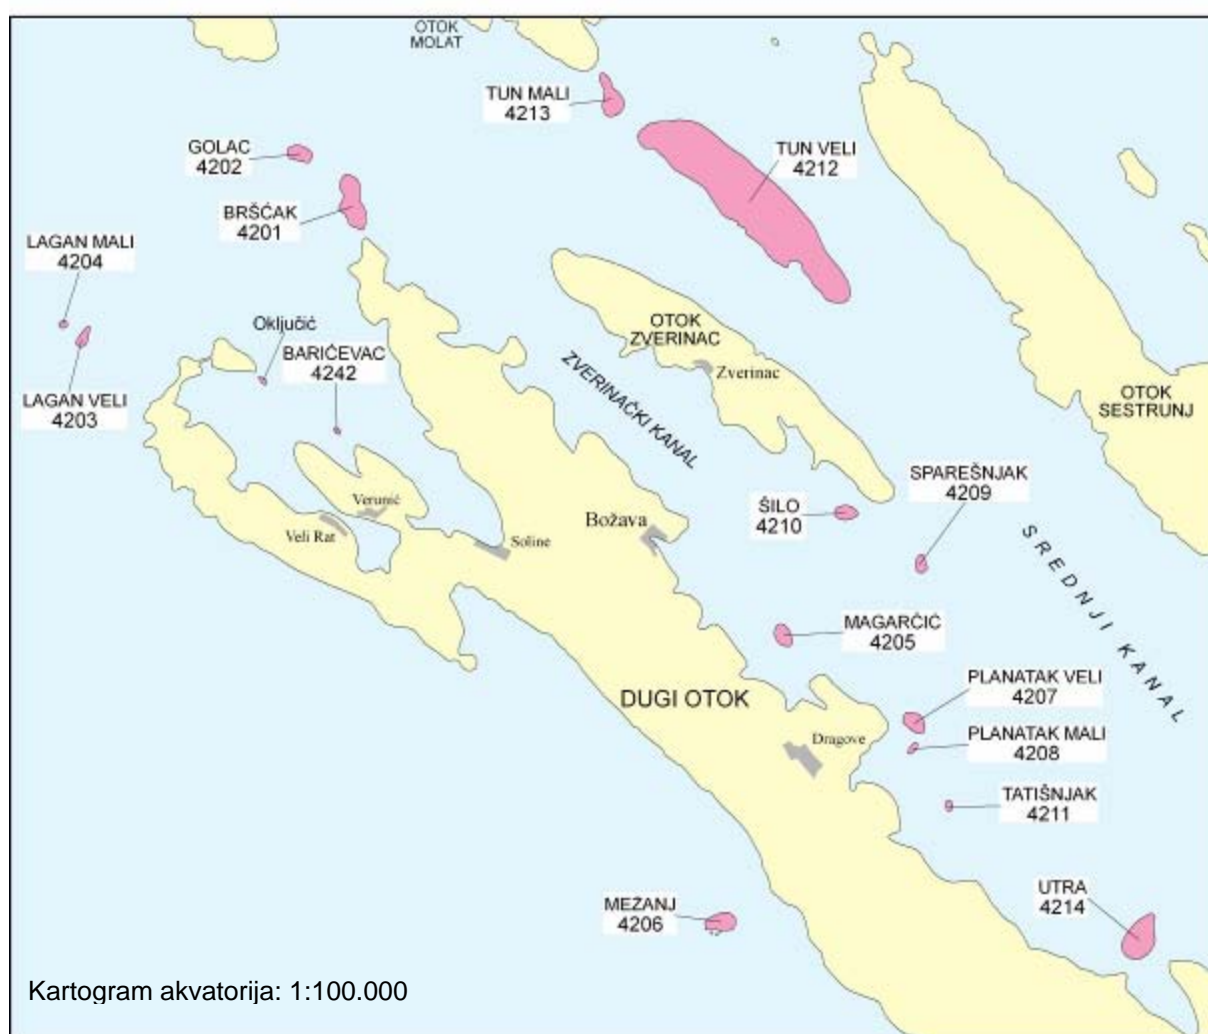 OTOK
MOLAT
TUN MALI
4213
GOLAC
4202
TUN VELI
4212
BRŠĆAK
4201
LAGAN MALI
4204
Oključić
BARIĆEVAC
4242
LAGAN VELI
4203
OTOK
ZVERINAC
Zverinac
ZVERINAČKI KANAL
OTOK
SESTRUNJ
SPAREŠNJAK
4209
ŠILO
4210
Verunić
Veli Rat
Soline
Božava
SREDNJI KANAL
MAGARČIĆ
4205
DUGI OTOK
PLANATAK VELI
4207
Dragove
PLANATAK MALI
4208
TATIŠNJAK
4211
MEŽANJ
4206
UTRA
4214
Kartogram akvatorija: 1:100.000